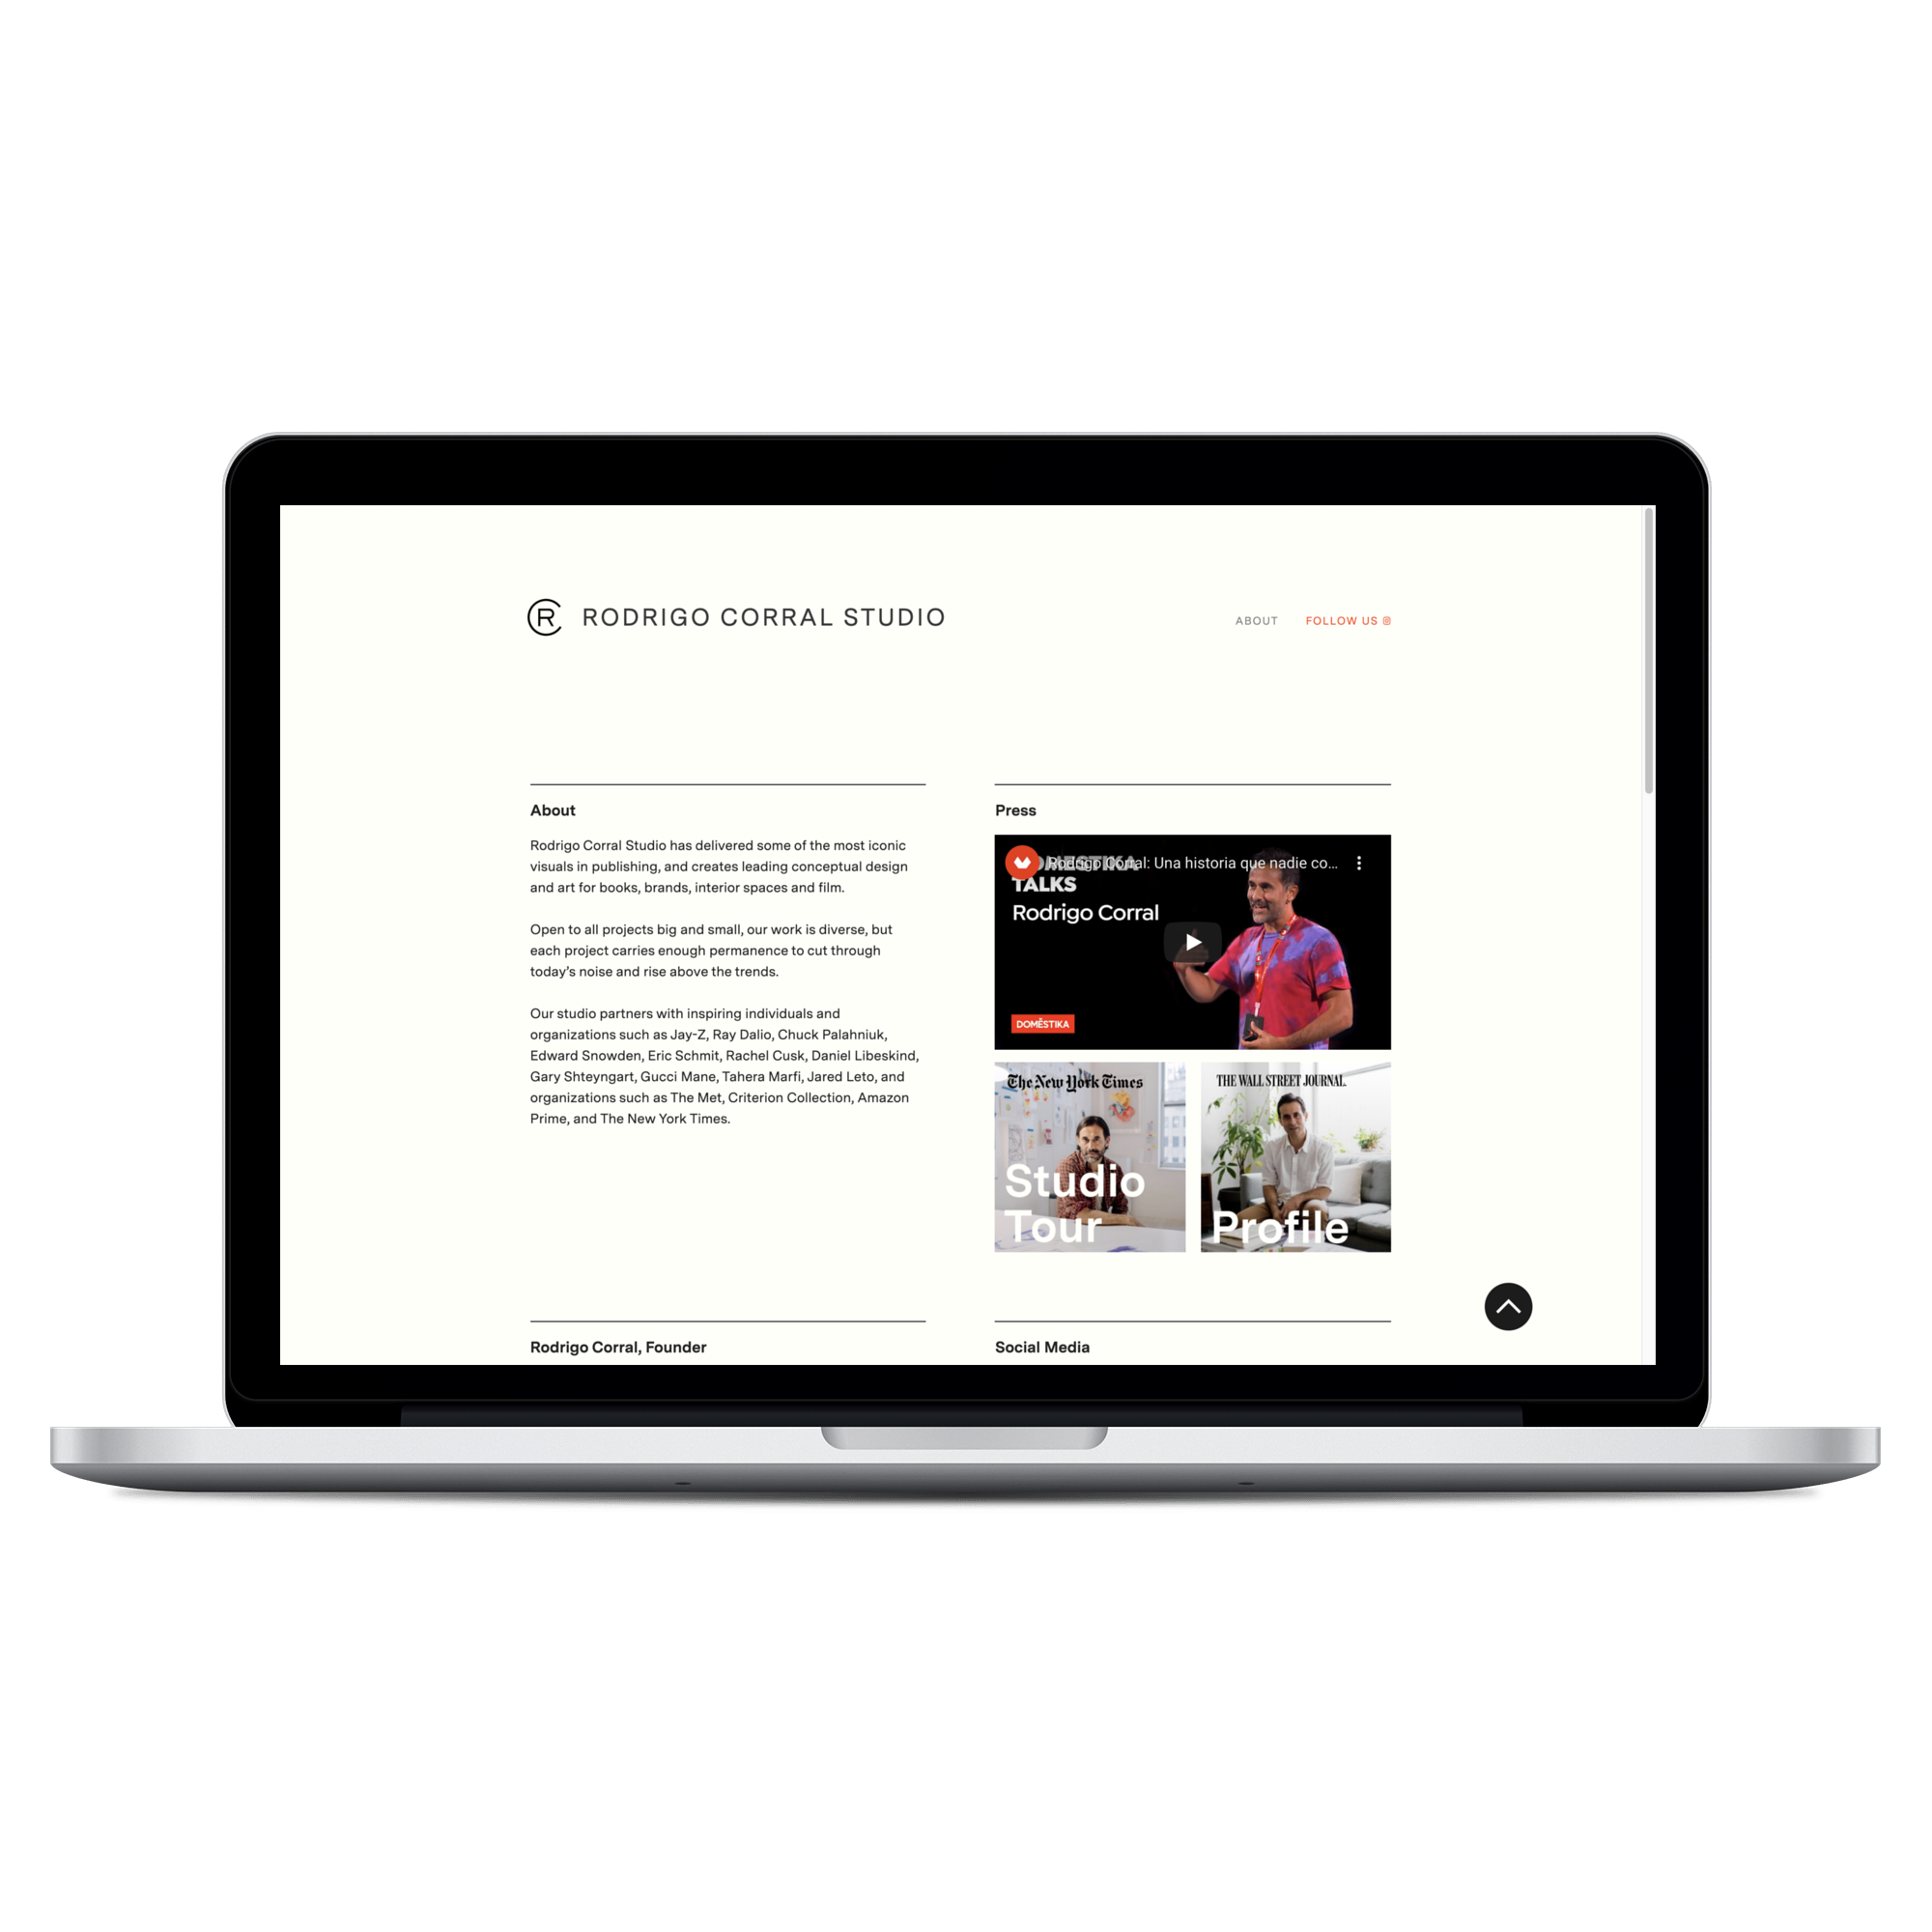 RODRIGO CORRAL STUDIO
ABOUT
FOLLOW US
About
Rodrigo Corral Studio has delivered some of the most iconic
visuals in publishing, and creates leading conceptual design
and art for books, brands, interior spaces and film.
Open to all projects big and small, our work is diverse, but
each project carries enough permanence to cut through
today's noise and rise above the trends.
Our studio partners with inspiring individuals and
organizations such as Jay-Z, Ray Dalio, Chuck Palahniuk,
Edward Snowden, Eric Schmit, Rachel Cusk, Daniel Libeskind,
Gary Shteyngart, Gucci Mane, Tahera Marfi, Jared Leto, and
organizations such as The Met, Criterion Collection, Amazon
Prime, and The New York Times.
Press
Rodrigo Corral: Una historia que nadie co...
DOMESTIKA
TALKS
Rodrigo Corral
DOMESTIKA
The New York Times
Studio
Tour
THE WALL STREET JOURNAL.
Profile
Rodrigo Corral, Founder
Social Media